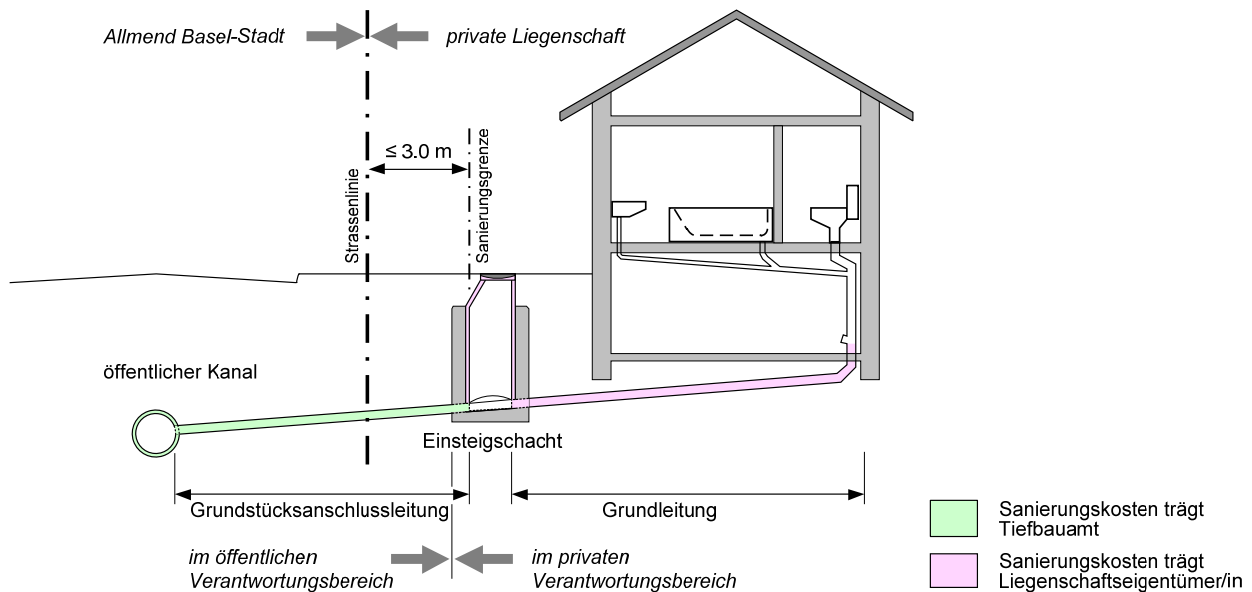 Allmend Basel-Stadt
private Liegenschaft
≤ 3.0 m
Strassenlinie
Sanierungsgrenze
öffentlicher Kanal
Einsteigschacht
Grundstücksanschlussleitung
Grundleitung
im öffentlichen
Verantwortungsbereich
im privaten
Verantwortungsbereich
Sanierungskosten trägt
Tiefbauamt
Sanierungskosten trägt
Liegenschaftseigentümer/in